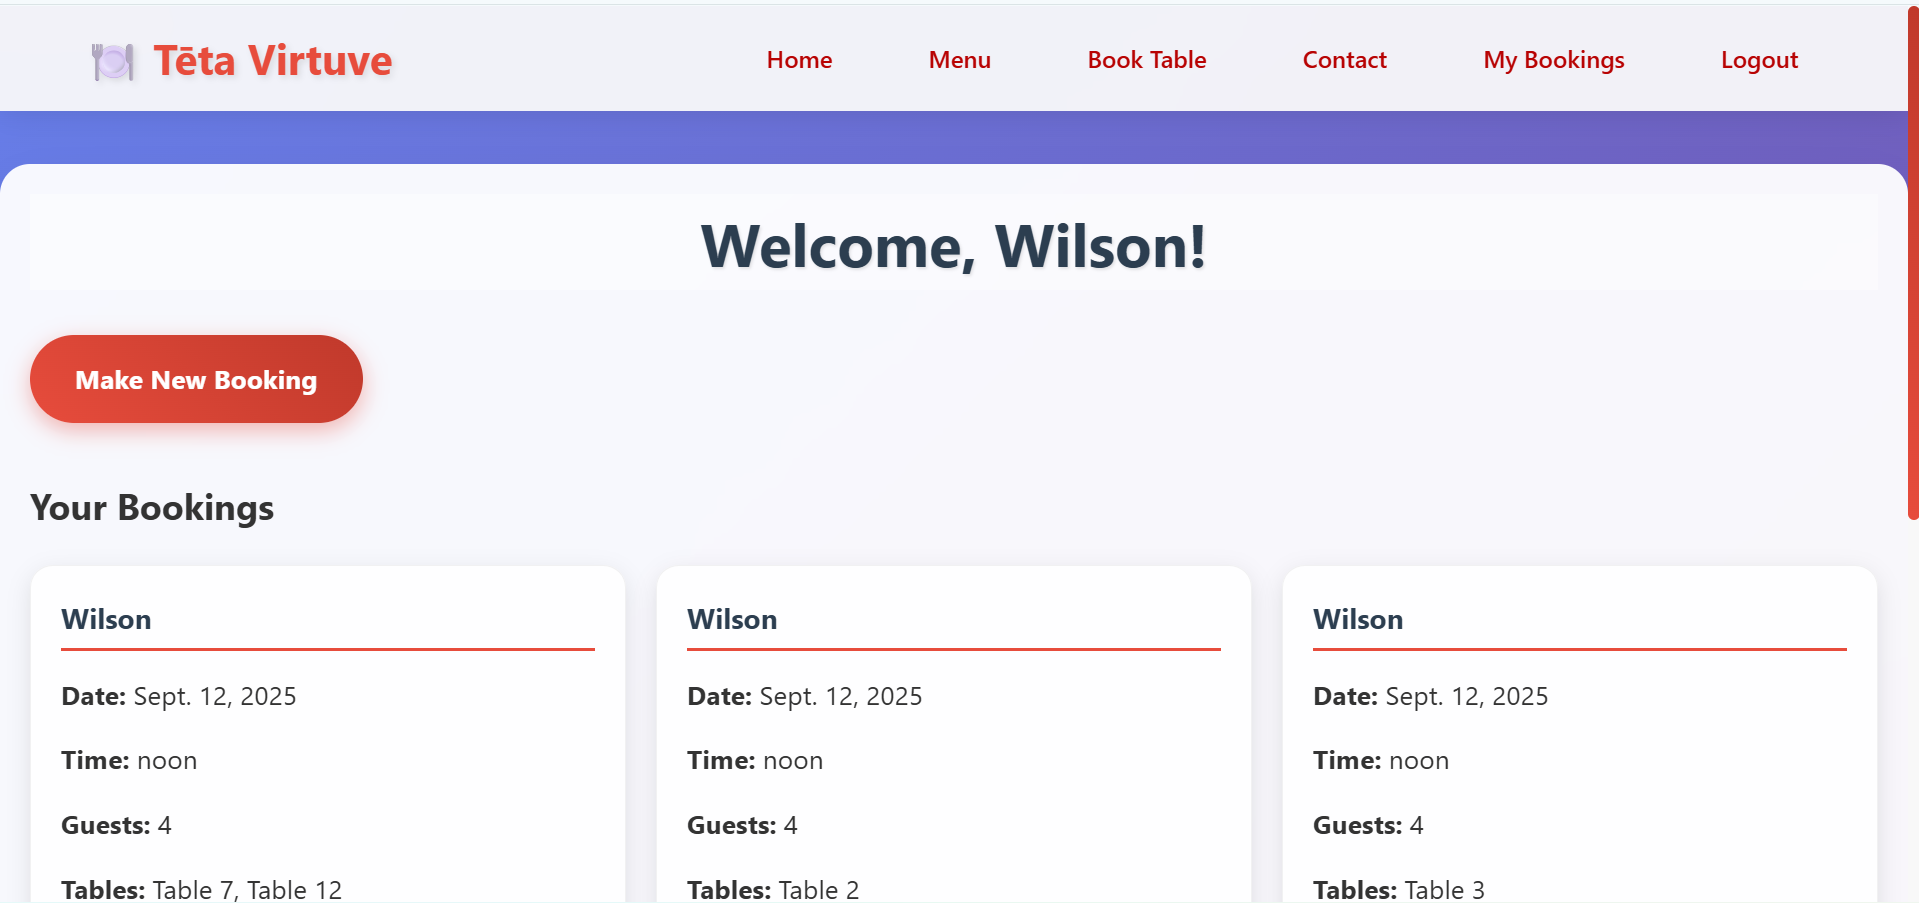 Tēta Virtuve
Home
Menu
Book Table
Contact
My Bookings
Logout
Welcome, Wilson!
Make New Booking
Your Bookings
Wilson
Date: Sept. 12, 2025
Time: noon
Guests: 4
Tables: Table 7, Table 12
Wilson
Date: Sept. 12, 2025
Time: noon
Guests: 4
Tables: Table 2
Wilson
Date: Sept. 12, 2025
Time: noon
Guests: 4
Tables: Table 3